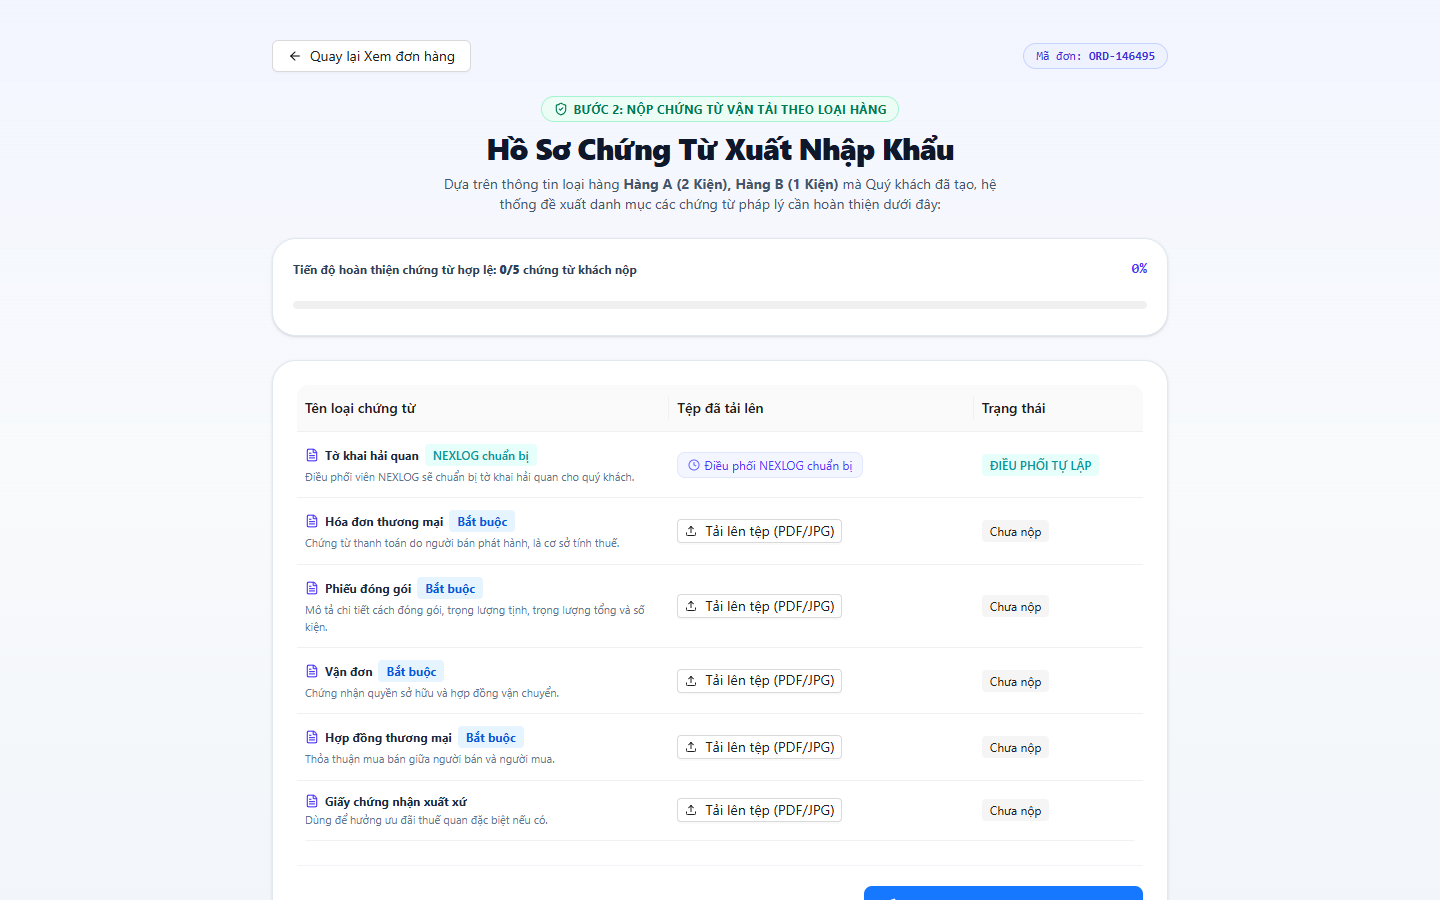 Quay lại Xem đơn hàng
Mã đơn: ORD-146495
BƯỚC 2: NỘP CHỨNG TỪ VẬN TẢI THEO LOẠI HÀNG
Hồ Sơ Chứng Từ Xuất Nhập Khẩu
Dựa trên thông tin loại hàng Hàng A (2 Kiện), Hàng B (1 Kiện) mà Quý khách đã tạo, hệ
thống đề xuất danh mục các chứng từ pháp lý cần hoàn thiện dưới đây:
Tiến độ hoàn thiện chứng từ hợp lệ: 0/5 chứng từ khách nộp
0%
Tên loại chứng từ
Tệp đã tải lên
Trạng thái
Tờ khai hải quan NEXLOG chuẩn bị
Điều phối viên NEXLOG sẽ chuẩn bị tờ khai hải quan cho quý khách.
Điều phối NEXLOG chuẩn bị
ĐIỀU PHỐI TỰ LẬP
Hóa đơn thương mại Bắt buộc
Chứng từ thanh toán do người bán phát hành, là cơ sở tính thuế.
Tải lên tệp (PDF/JPG)
Chưa nộp
Phiếu đóng gói Bắt buộc
Mô tả chi tiết cách đóng gói, trọng lượng tịnh, trọng lượng tổng và số
kiện.
Tải lên tệp (PDF/JPG)
Chưa nộp
Vận đơn Bắt buộc
Chứng nhận quyền sở hữu và hợp đồng vận chuyển.
Tải lên tệp (PDF/JPG)
Chưa nộp
Hợp đồng thương mại Bắt buộc
Thỏa thuận mua bán giữa người bán và người mua.
Tải lên tệp (PDF/JPG)
Chưa nộp
Giấy chứng nhận xuất xứ
Dùng để hưởng ưu đãi thuế quan đặc biệt nếu có.
Tải lên tệp (PDF/JPG)
Chưa nộp